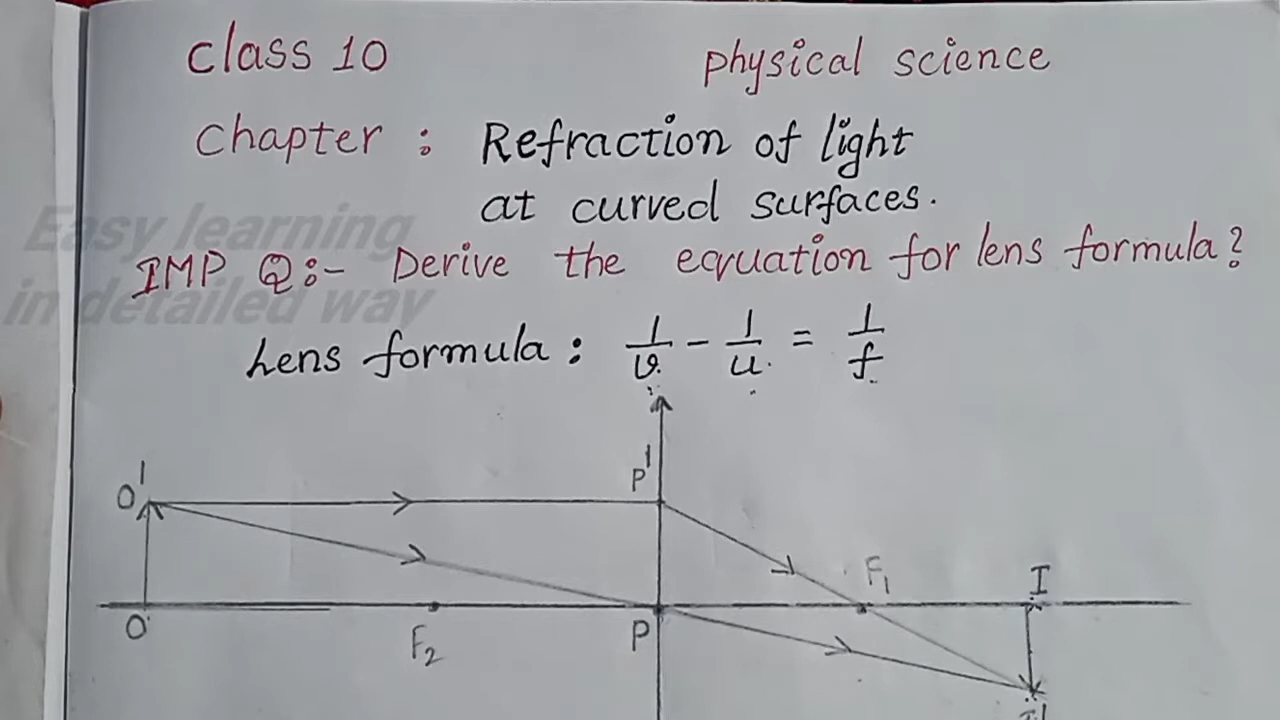 Class 10 physical science
Chapter : Refraction of light
at curved surfaces.
Easy learning
in detailed way
IMP Q:- Derive the equation for lens formula?
Lens formula : 1/v - 1/u = 1/f
O' P' F₁ I
O F₂ P
I'